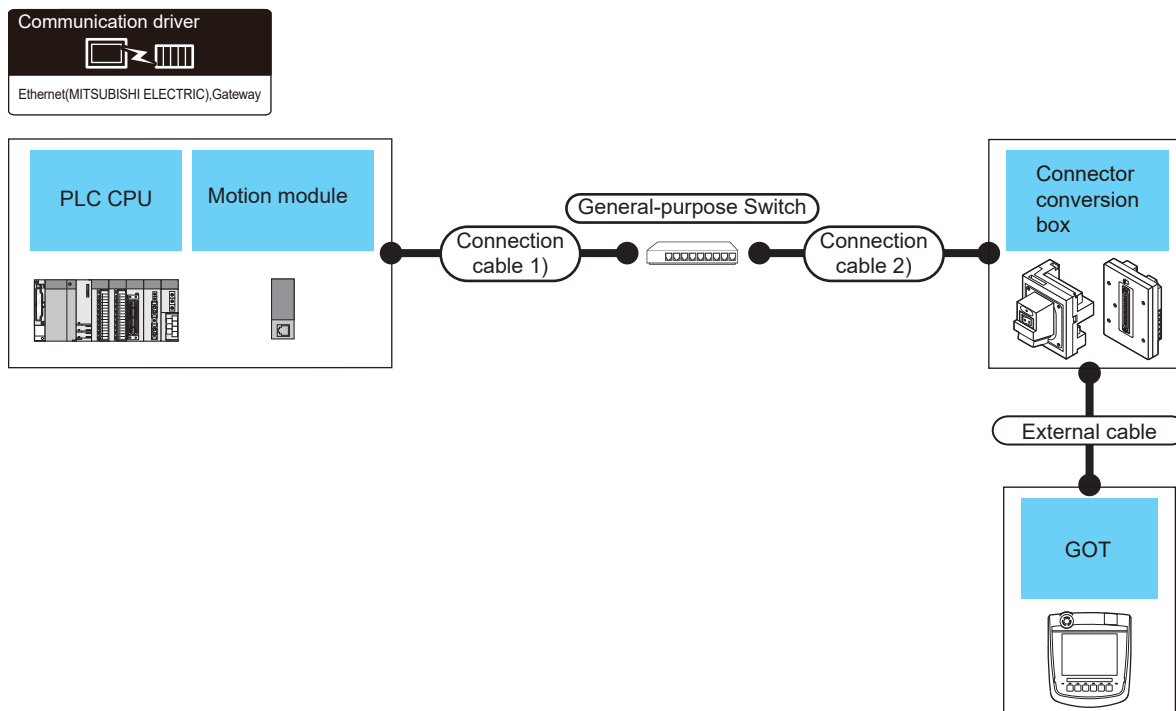 Communication driver
Ethernet(MITSUBISHI ELECTRIC),Gateway
PLC CPU
Motion module
Connection
cable 1)
General-purpose Switch
Connection
cable 2)
Connector
conversion
box
External cable
GOT